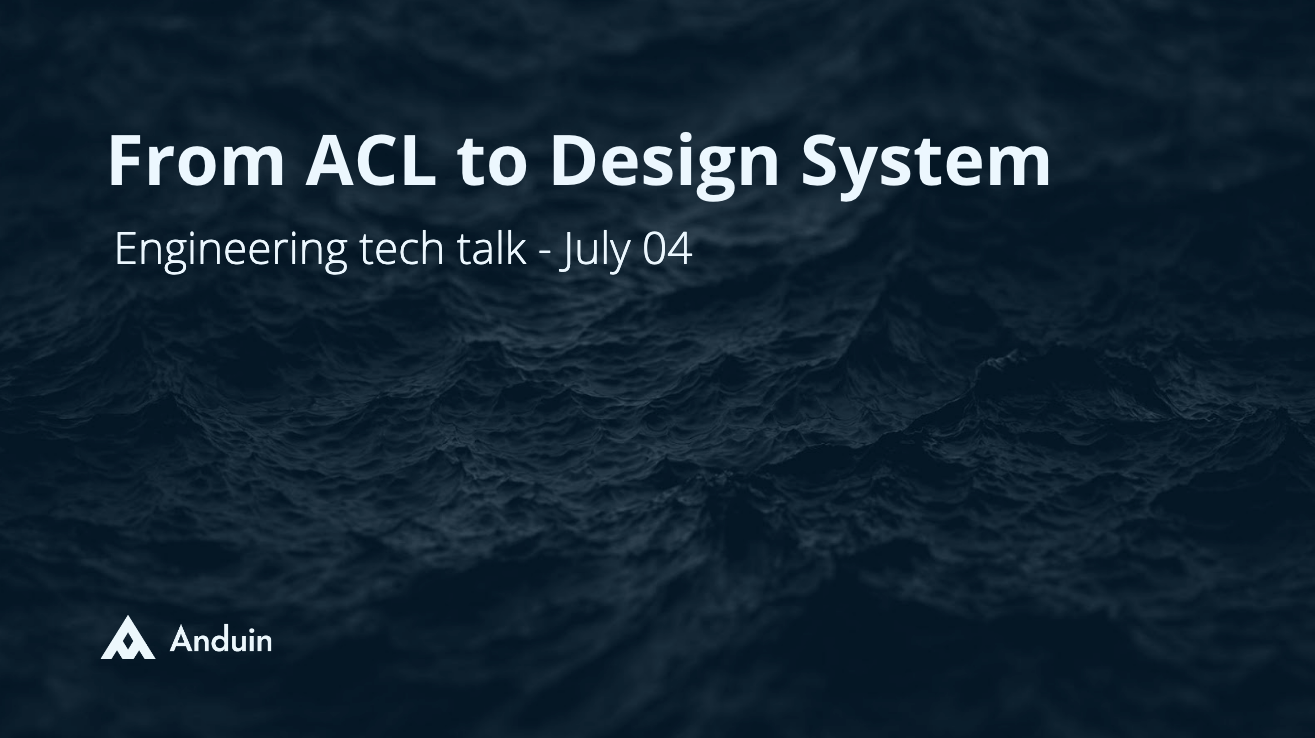 From ACL to Design System
Engineering tech talk - July 04
Anduin